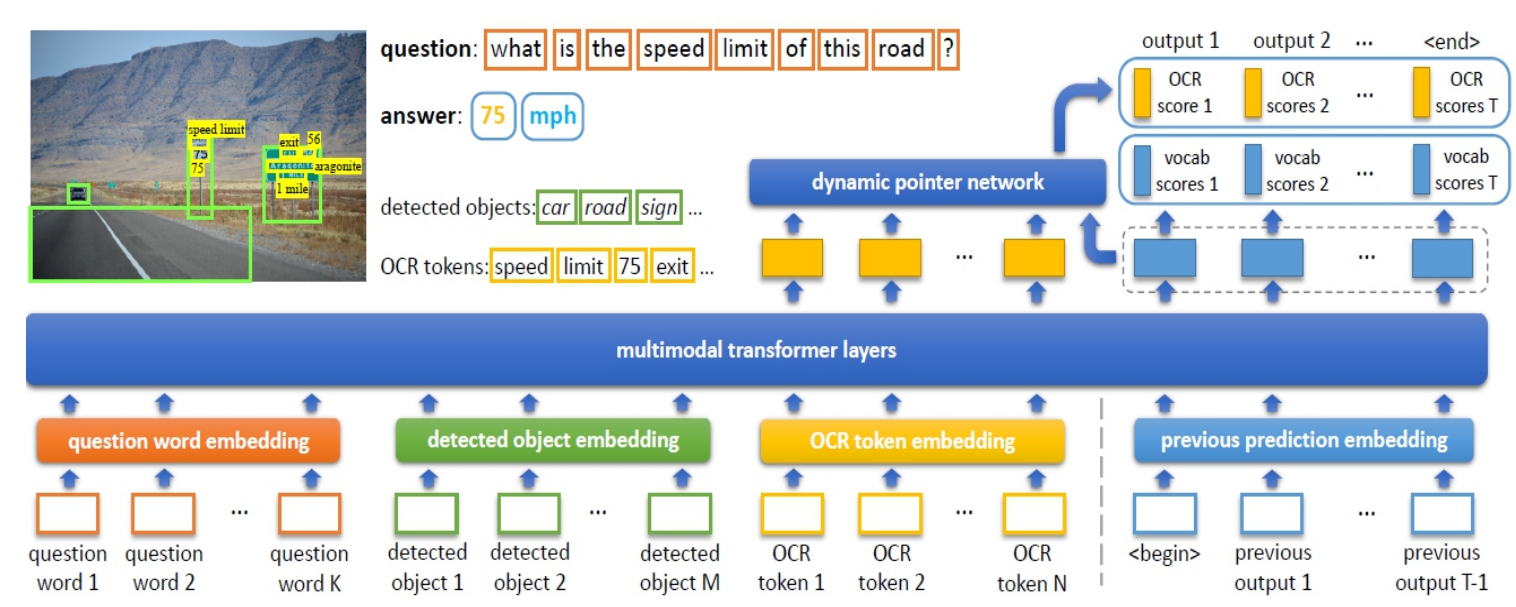 question: what is the speed limit of this road ?
answer: 75 mph
detected objects: car road sign ...
OCR tokens: speed limit 75 exit ...
speed limit
75
75
exit 56
Aragonite
aragonite
1 mile
output 1 output 2 ... <end>
OCR score 1
OCR scores 2
...
OCR scores T
vocab scores 1
vocab scores 2
...
vocab scores T
dynamic pointer network
...
...
multimodal transformer layers
question word embedding
detected object embedding
OCR token embedding
previous prediction embedding
...
...
...
...
question word 1
question word 2
question word K
detected object 1
detected object 2
detected object M
OCR token 1
OCR token 2
OCR token N
<begin>
previous output 1
previous output T-1